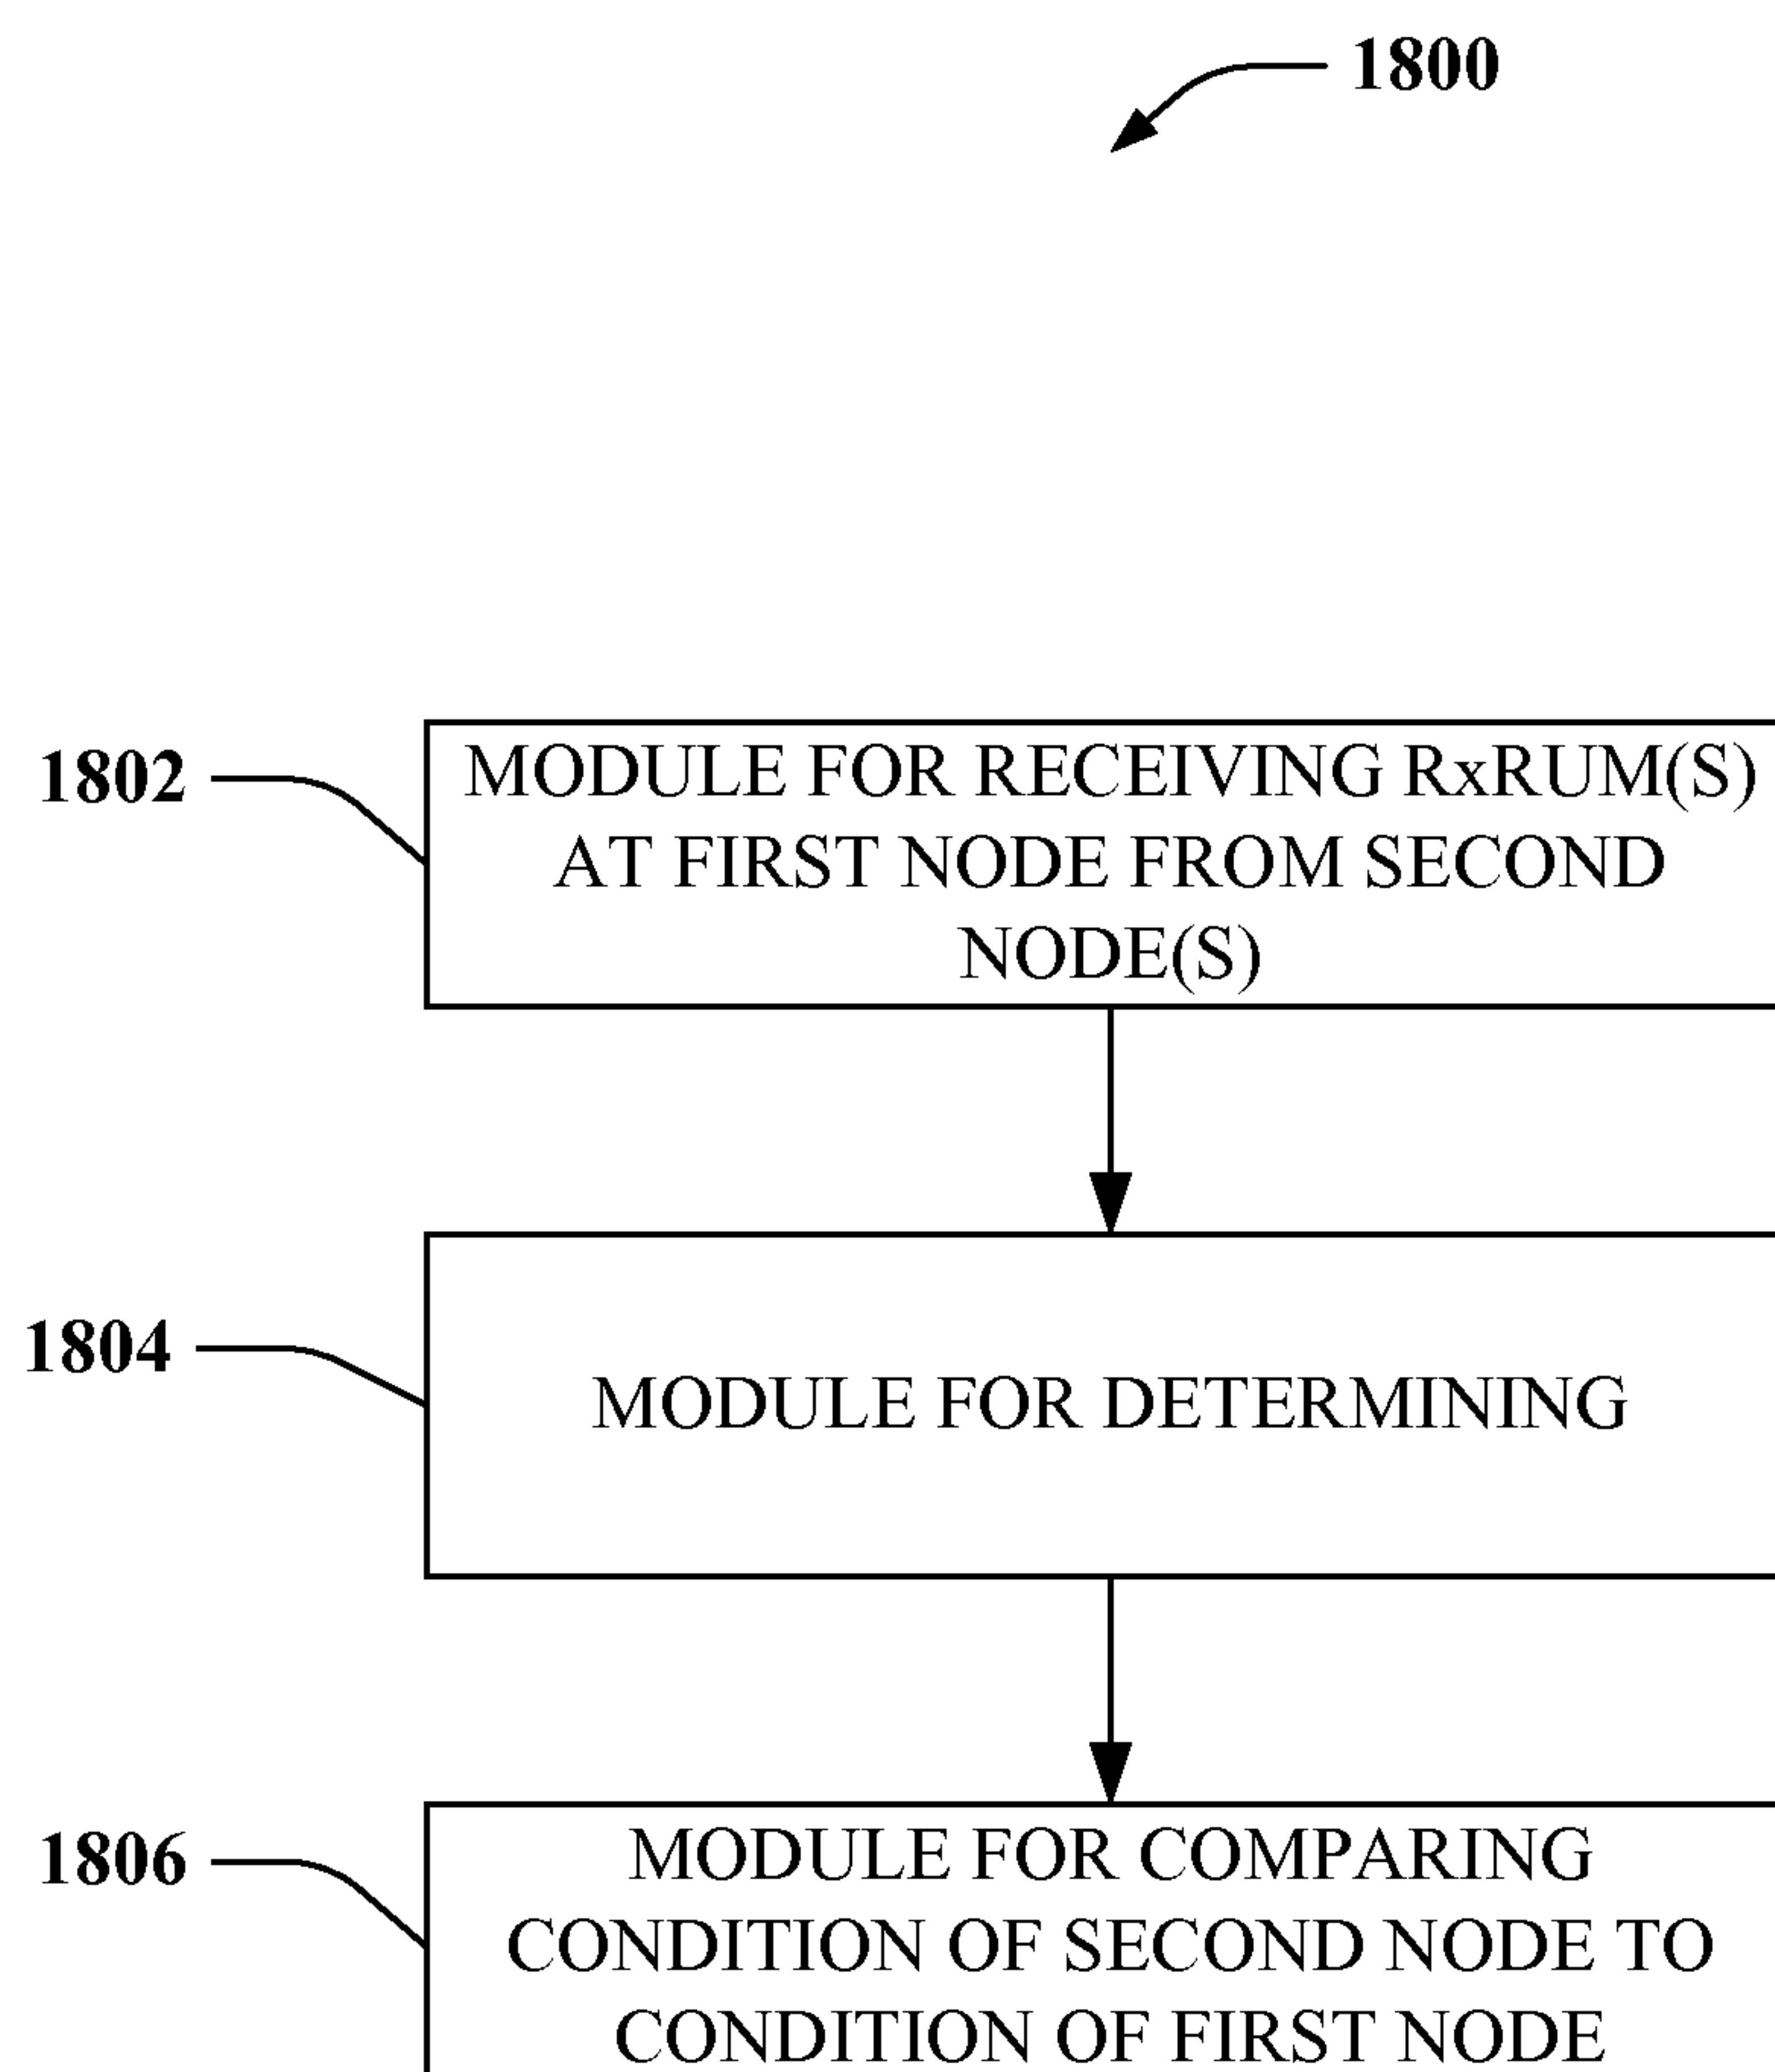 1800
1802
MODULE FOR RECEIVING RxRUM(S)
AT FIRST NODE FROM SECOND
NODE(S)
1804
MODULE FOR DETERMINING
1806
MODULE FOR COMPARING
CONDITION OF SECOND NODE TO
CONDITION OF FIRST NODE